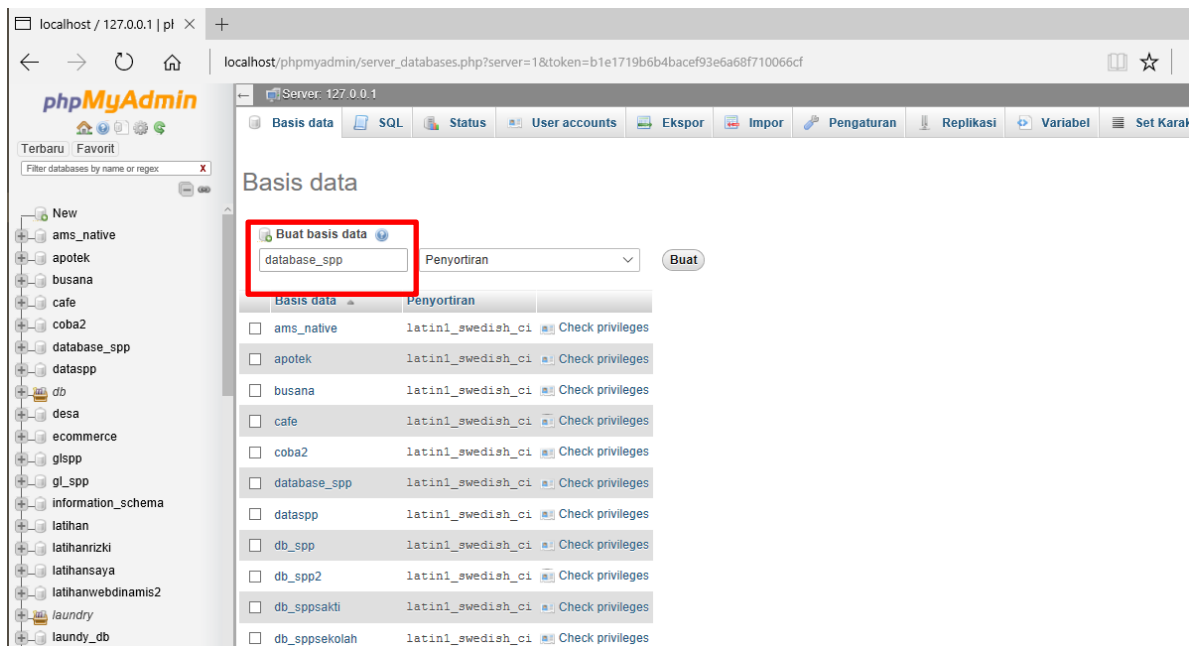 localhost / 127.0.0.1 | pl
localhost/phpmyadmin/server_databases.php?server=1&token=b1e1719b6b4bacef93e6a68f710066cf
phpMyAdmin
Terbaru Favorit
Filter databases by name or regex X
New
ams_native
apotek
busana
cafe
coba2
database_spp
dataspp
db
desa
ecommerce
glspp
gl_spp
information_schema
latihan
latihanrizki
latihansaya
latihanwebdinamis2
laundry
laundy_db
Server: 127.0.0.1
Basis data SQL Status User accounts Ekspor Impor Pengaturan Replikasi Variabel Set Karak
Basis data
Buat basis data
database_spp Penyortiran Buat
Basis data Penyortiran
ams_native latin1_swedish_ci Check privileges
apotek latin1_swedish_ci Check privileges
busana latin1_swedish_ci Check privileges
cafe latin1_swedish_ci Check privileges
coba2 latin1_swedish_ci Check privileges
database_spp latin1_swedish_ci Check privileges
dataspp latin1_swedish_ci Check privileges
db_spp latin1_swedish_ci Check privileges
db_spp2 latin1_swedish_ci Check privileges
db_sppsakti latin1_swedish_ci Check privileges
db_sppsekolah latin1_swedish_ci Check privileges